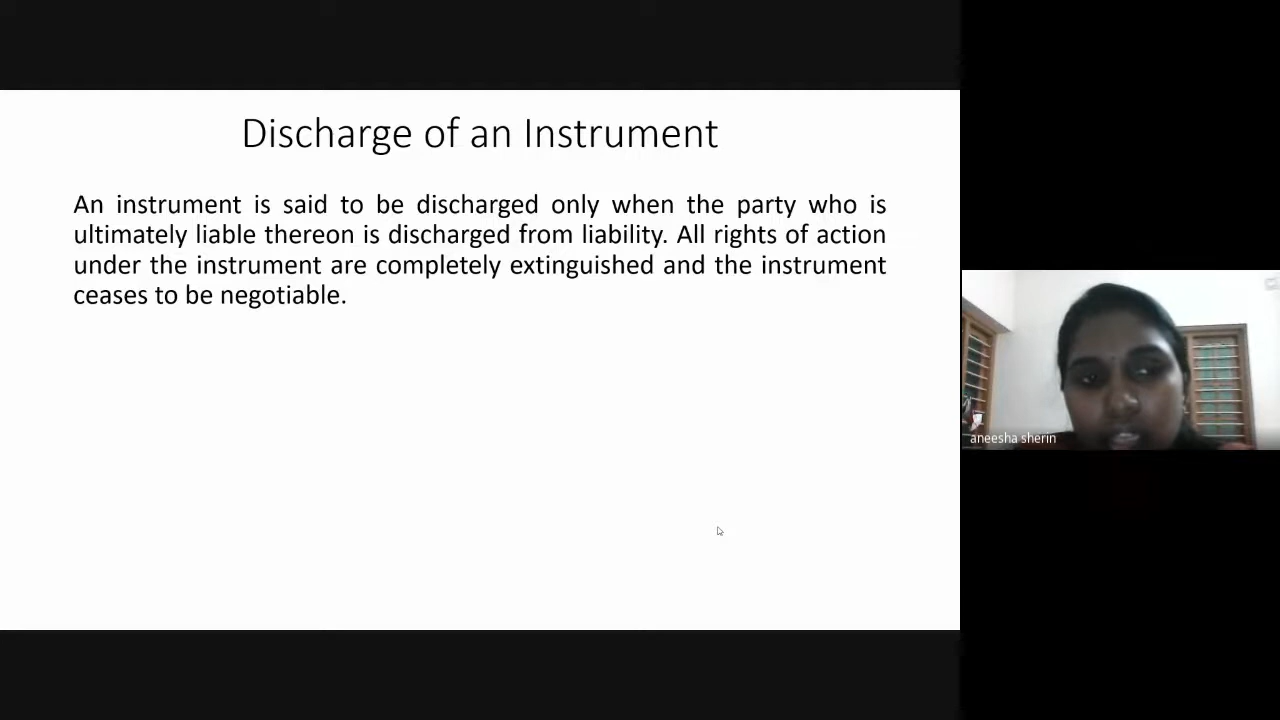 Discharge of an Instrument
An instrument is said to be discharged only when the party who is
ultimately liable thereon is discharged from liability. All rights of action
under the instrument are completely extinguished and the instrument
ceases to be negotiable.
aneesha sherin